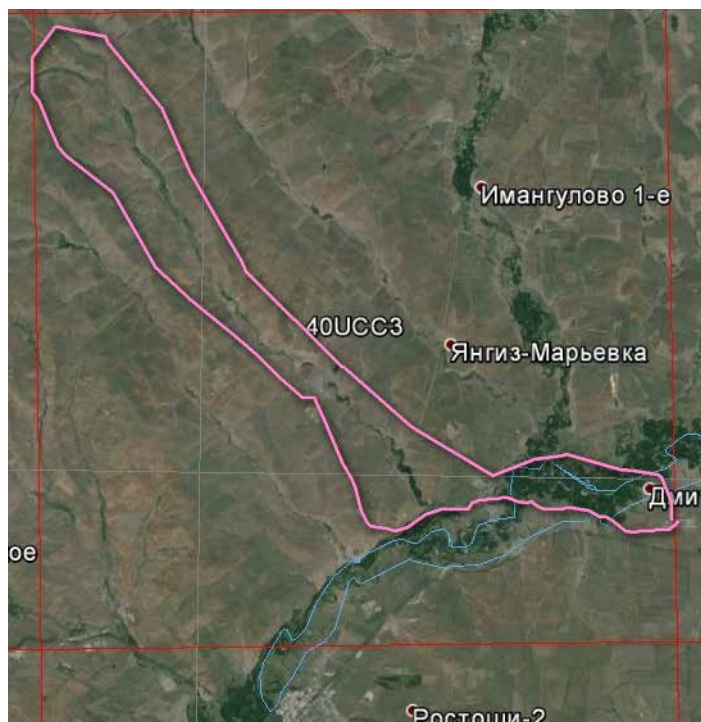 Имангулово 1-е
40UCC3
Янгиз-Марьевка
Дми
ое
Ростоши-2